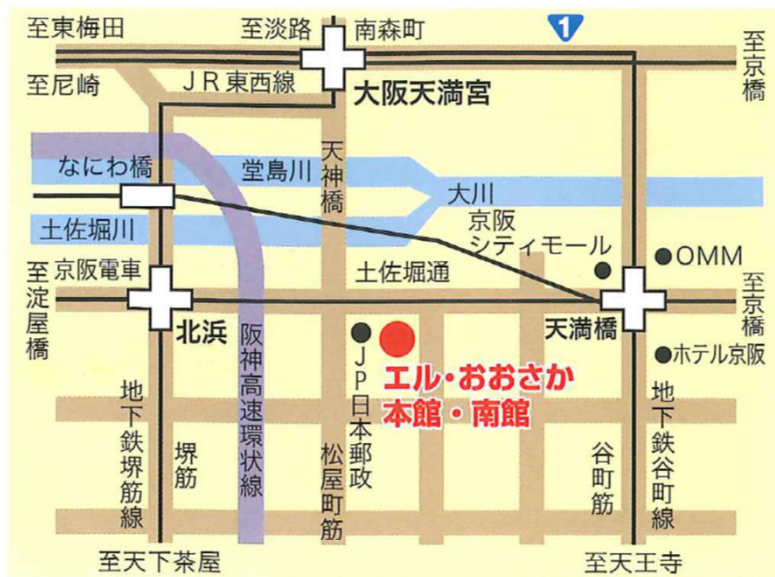 至東梅田
至淡路
南森町
1
至京橋
至尼崎
JR東西線
大阪天満宮
なにわ橋
堂島川
天神橋
大川
土佐堀川
京阪
シティモール
OMM
至淀屋橋
京阪電車
土佐堀通
至京橋
北浜
天満橋
阪神高速環状線
JP日本郵政
エル・おおさか
本館・南館
ホテル京阪
地下鉄堺筋線
堺筋
松屋町筋
谷町筋
地下鉄谷町線
至天下茶屋
至天王寺